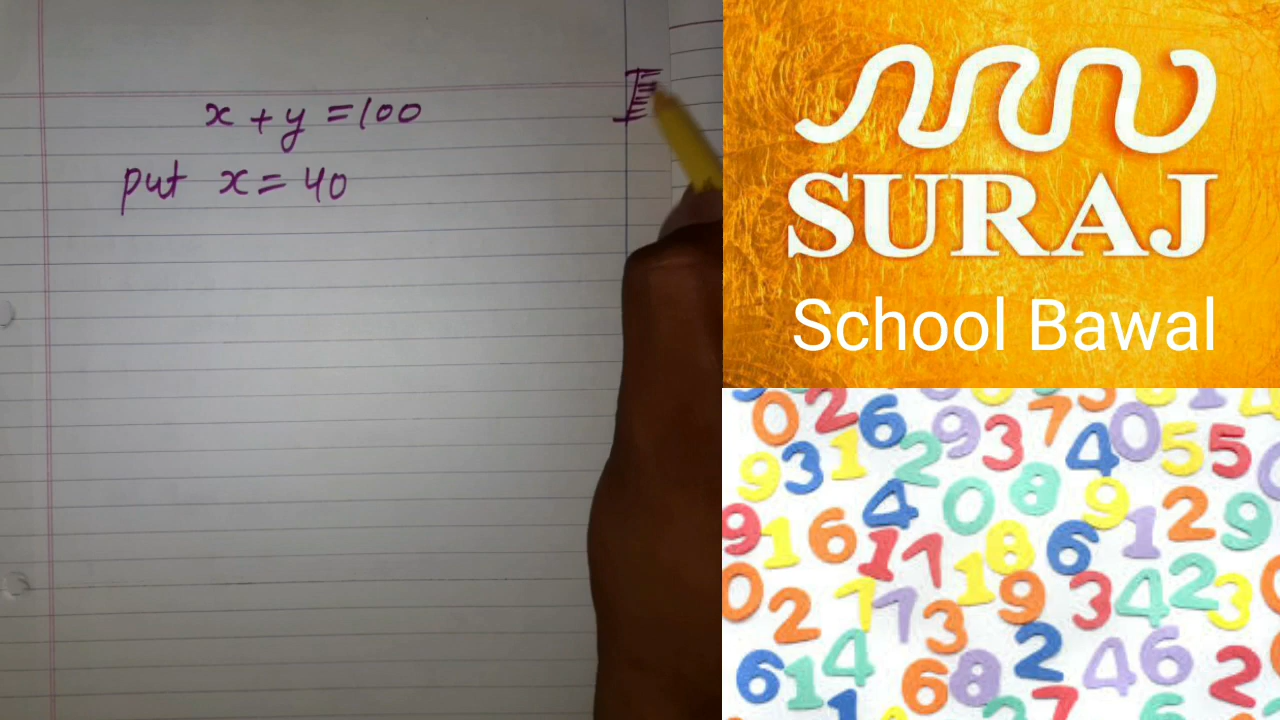 x + y = 100
put x = 40
SURAJ
School Bawal